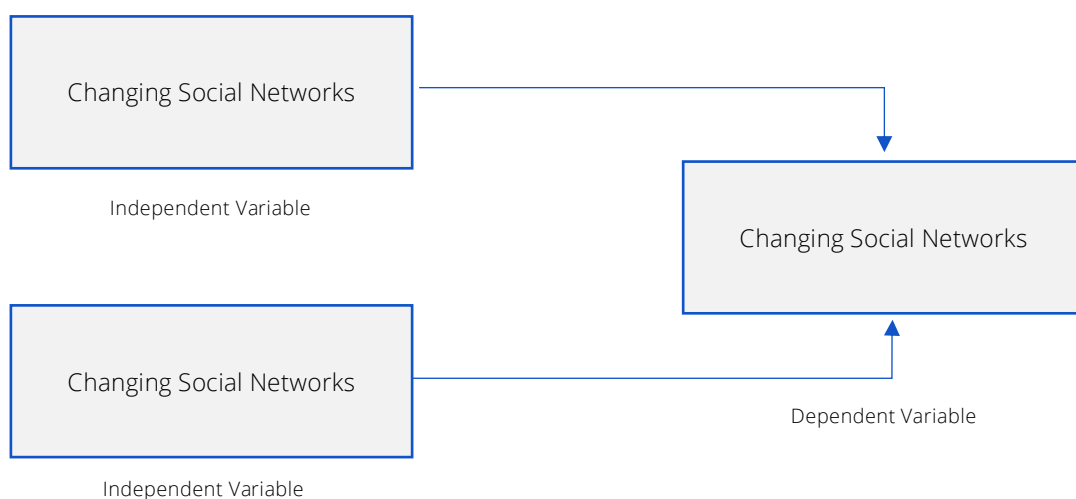 Changing Social Networks
Independent Variable
Changing Social Networks
Dependent Variable
Changing Social Networks
Independent Variable